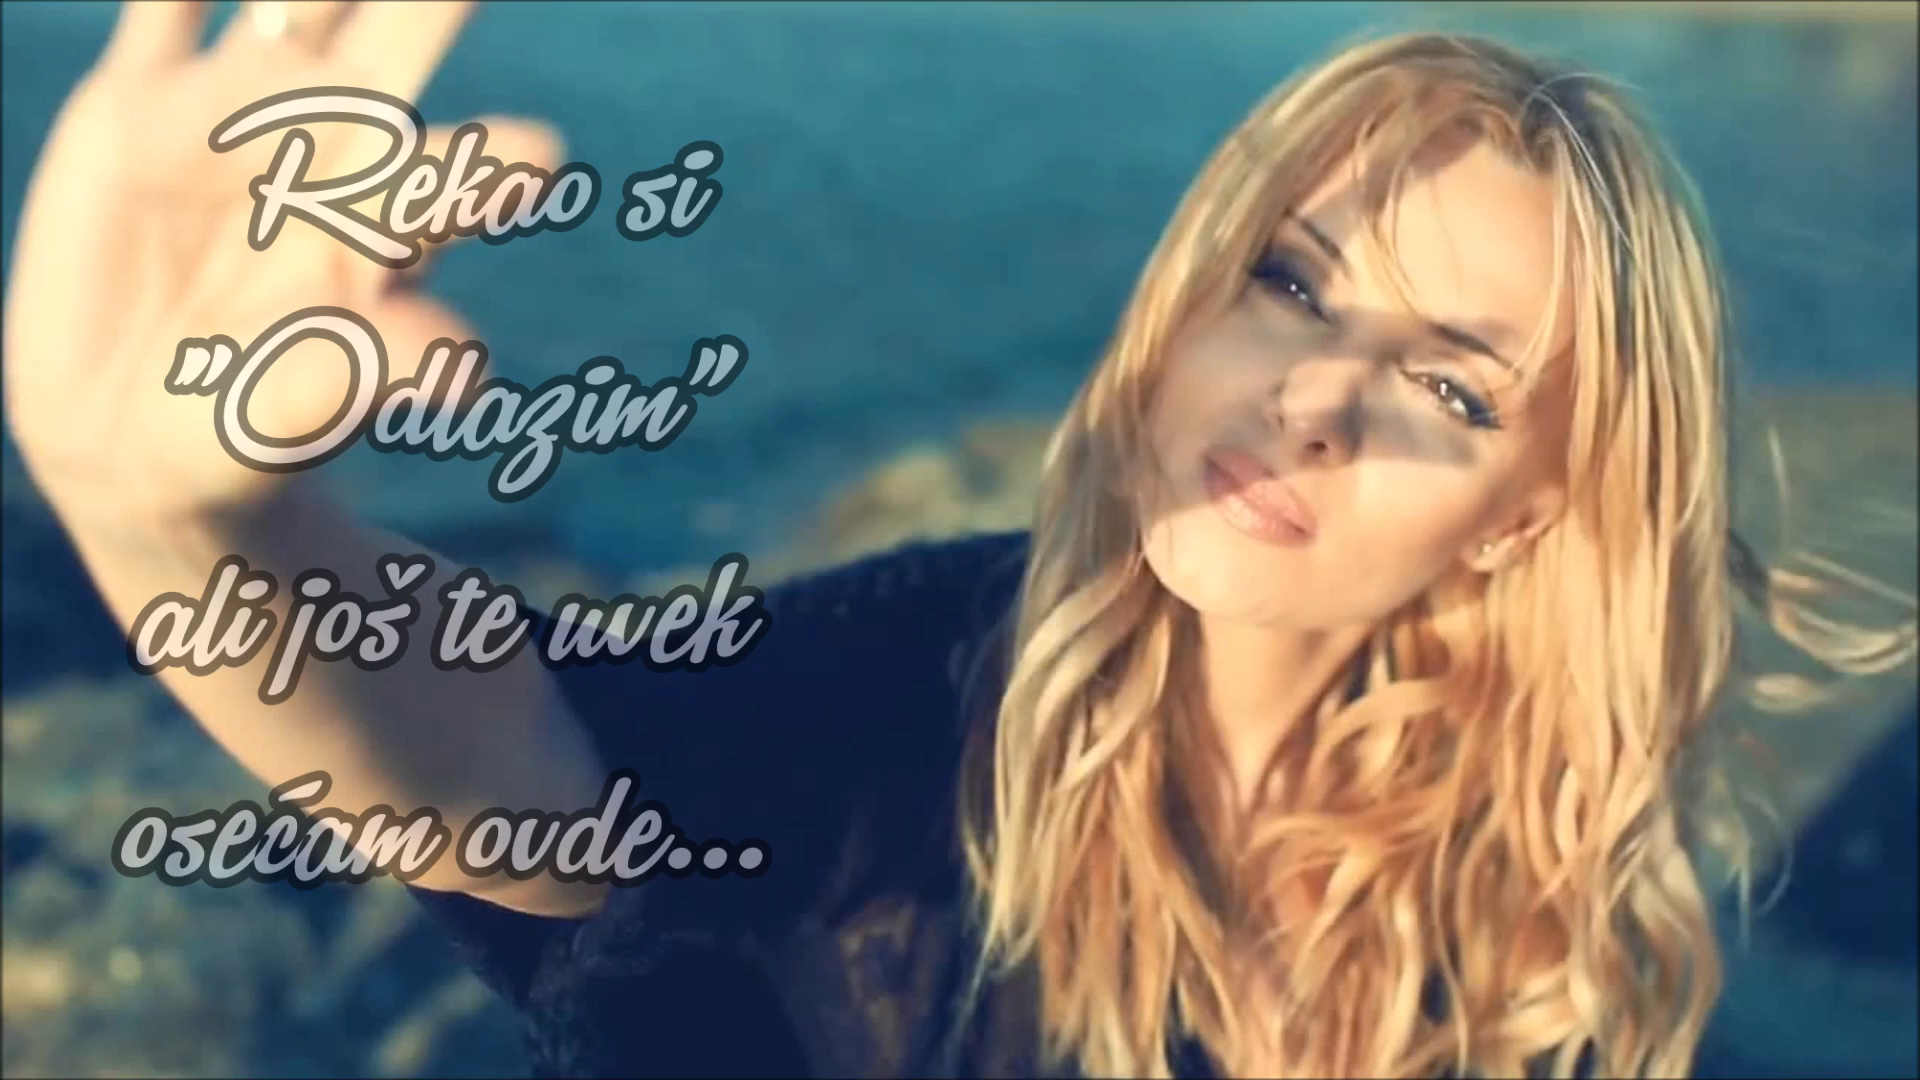 Rekao si
"Odlazim"
ali još te uvek
osećam ovde...